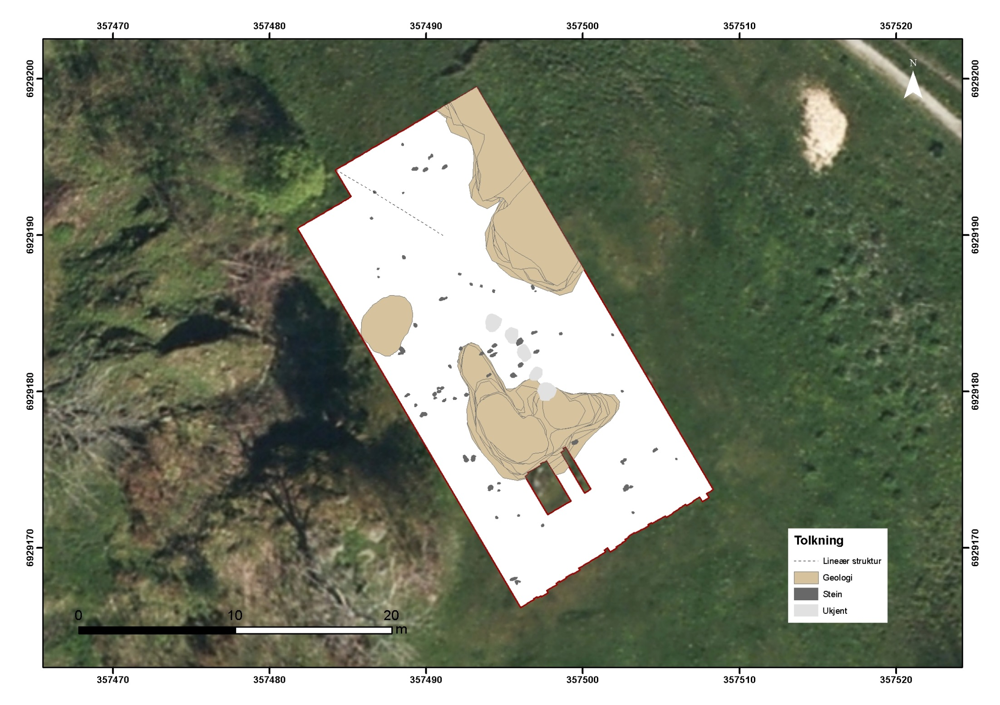 357470 357480 357490 357500 357510 357520
N
6929200 6929200
6929190 6929190
6929180 6929180
6929170 6929170
Tolkning
Lineær struktur
Geologi
Stein
Ukjent
0 10 20
m
357470 357480 357490 357500 357510 357520